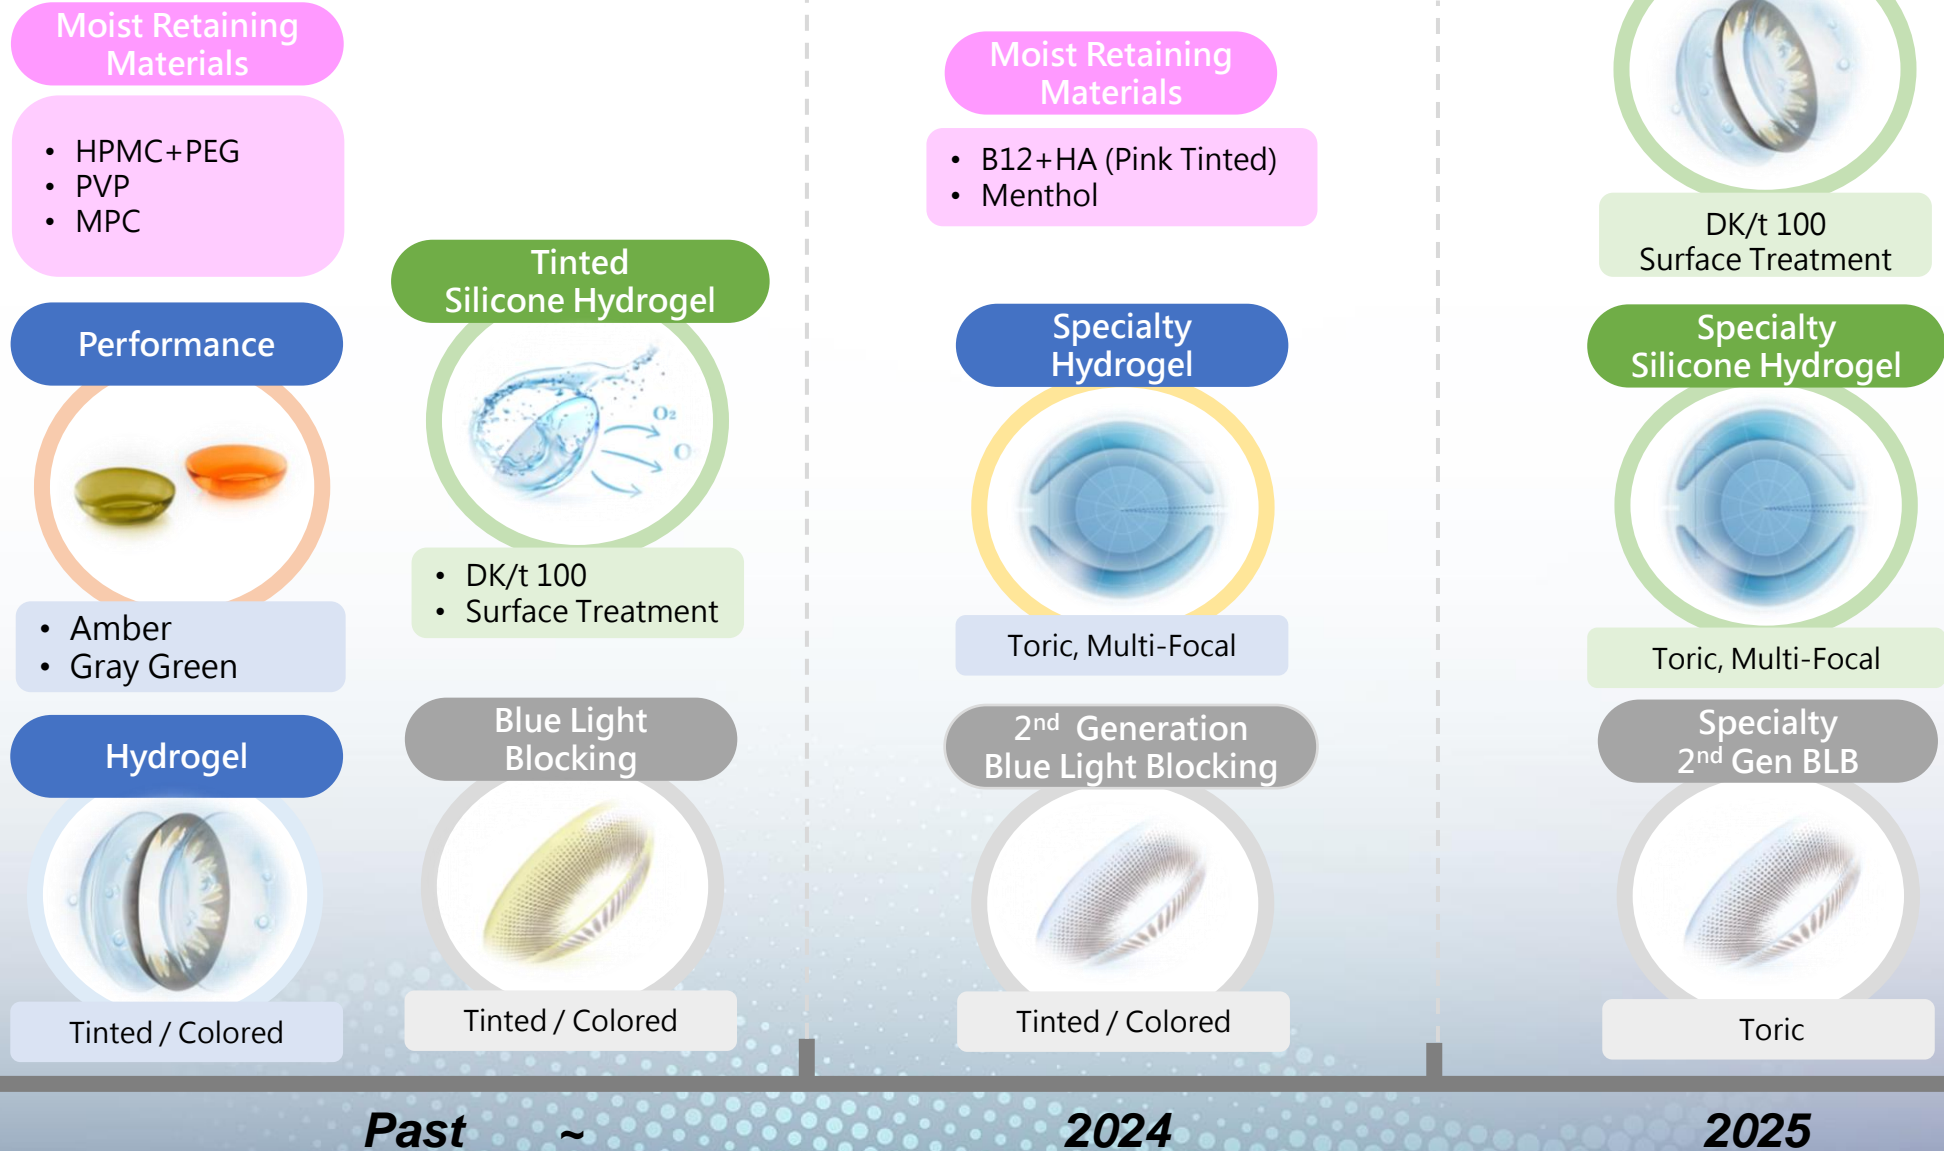 Moist Retaining
Materials
• HPMC+PEG
• PVP
• MPC
Performance
• Amber
• Gray Green
Hydrogel
Tinted / Colored
Tinted
Silicone Hydrogel
O₂
O
• DK/t 100
• Surface Treatment
Blue Light
Blocking
Tinted / Colored
Moist Retaining
Materials
• B12+HA (Pink Tinted)
• Menthol
Specialty
Hydrogel
Toric, Multi-Focal
2nd Generation
Blue Light Blocking
Tinted / Colored
DK/t 100
Surface Treatment
Specialty
Silicone Hydrogel
Toric, Multi-Focal
Specialty
2nd Gen BLB
Toric
Past ~
2024
2025